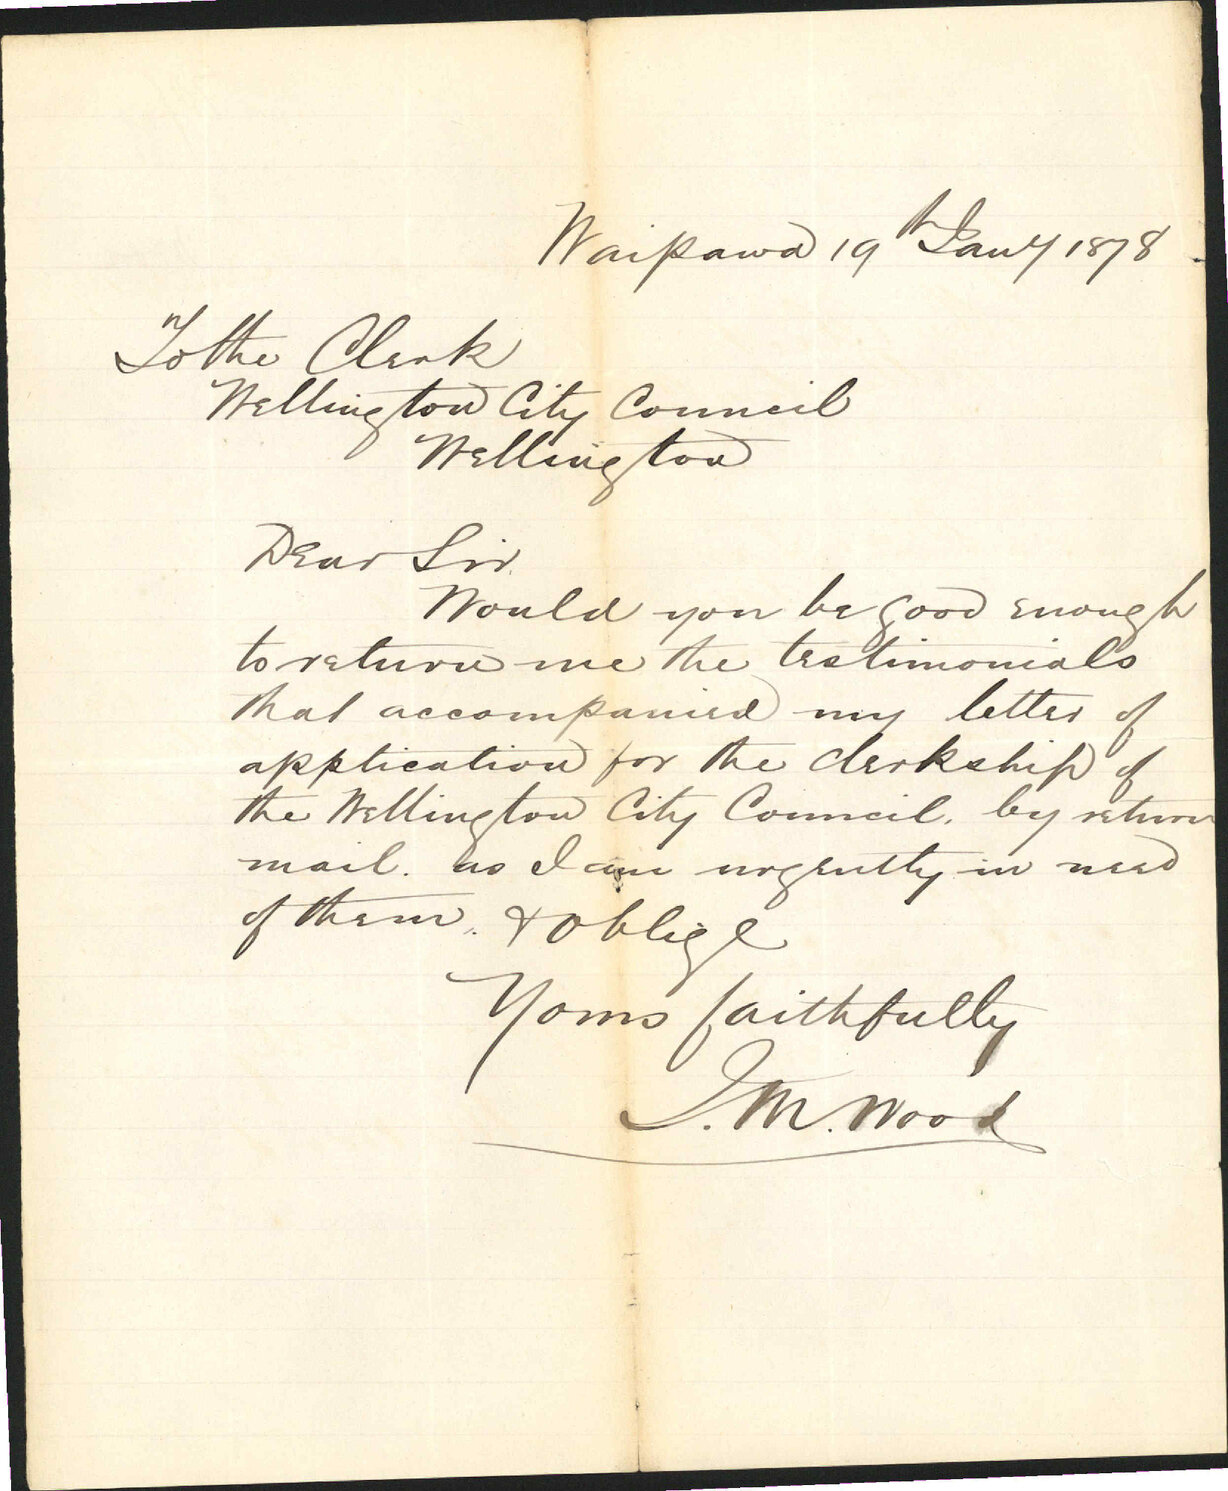 Waipawa 19th Jany 1878
To the Clerk
Wellington City Council
Wellington
Dear Sir
Would you be good enough
to return me the testimonials
that accompanied my letter of
application for the clerkship of
the Wellington City Council. by return
mail. as I am urgently in need
of them. & oblige
Yours faithfully
J. M. Wood